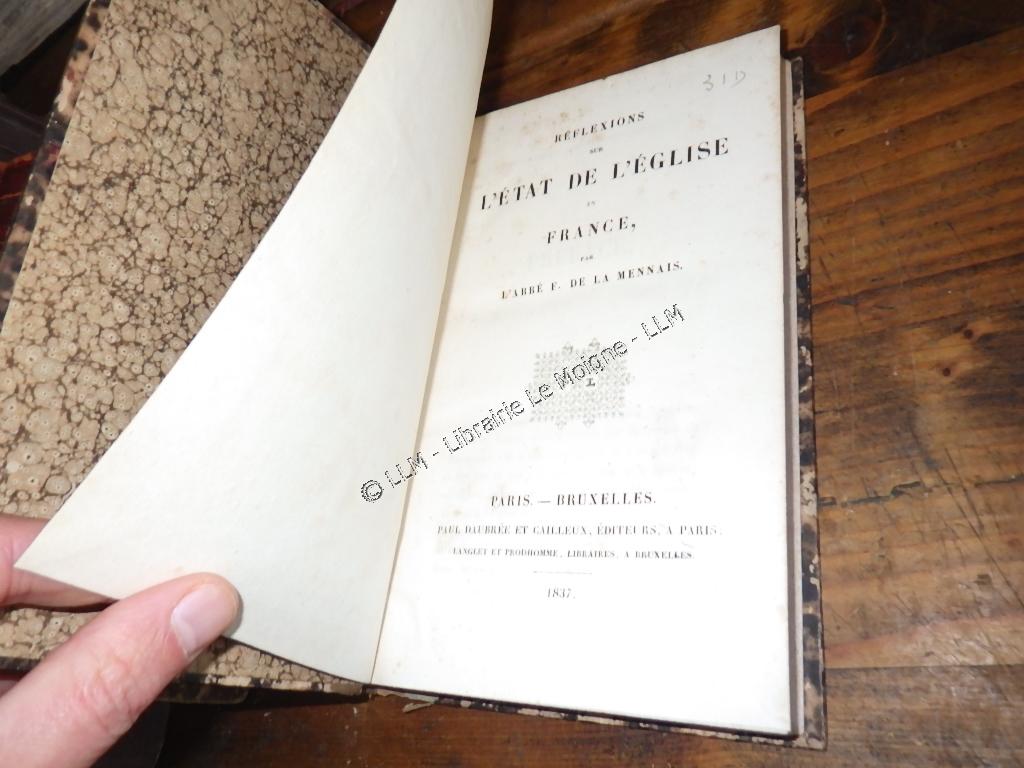 31D
RÉFLEXIONS
SUR
L'ÉTAT DE L'ÉGLISE
EN
FRANCE,
PAR
L'ABBÉ F. DE LA MENNAIS.
L
© LLM - Librairie Le Moigne - LLM
PARIS. — BRUXELLES.
PAUL DAUBRÉE ET CAILLEUX, ÉDITEURS, A PARIS.
LANGLET ET PRODHOMME, LIBRAIRES, A BRUXELLES.
1837.